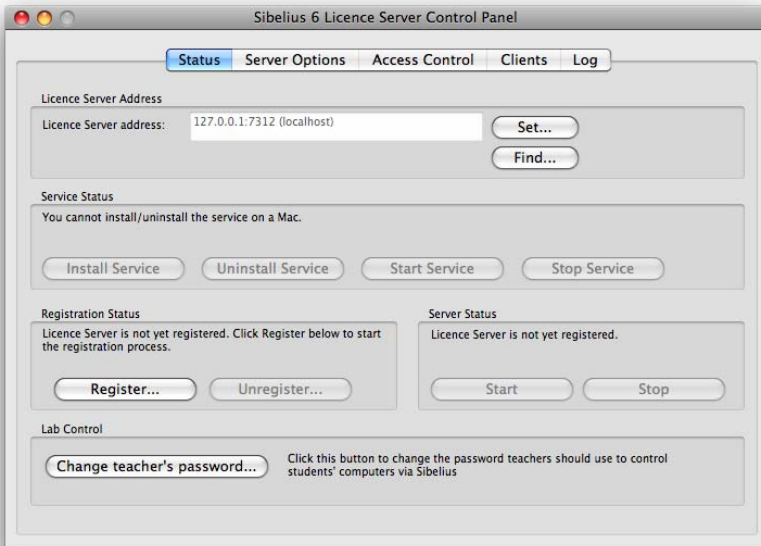 Sibelius 6 Licence Server Control Panel
Status Server Options Access Control Clients Log
Licence Server Address
Licence Server address: 127.0.0.1:7312 (localhost) Set...
Find...
Service Status
You cannot install/uninstall the service on a Mac.
Install Service Uninstall Service Start Service Stop Service
Registration Status
Licence Server is not yet registered. Click Register below to start
the registration process.
Register... Unregister...
Server Status
Licence Server is not yet registered.
Start Stop
Lab Control
Change teacher's password...
Click this button to change the password teachers should use to control
students' computers via Sibelius